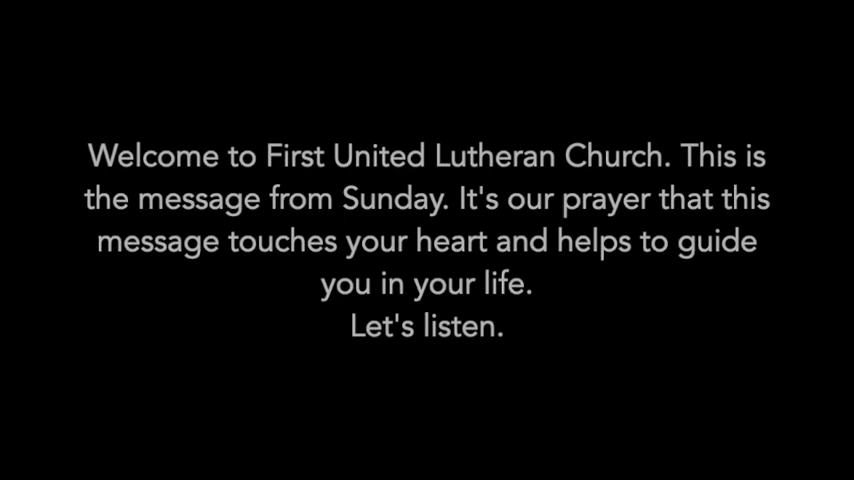 Welcome to First United Lutheran Church. This is
the message from Sunday. It's our prayer that this
message touches your heart and helps to guide
you in your life.
Let's listen.